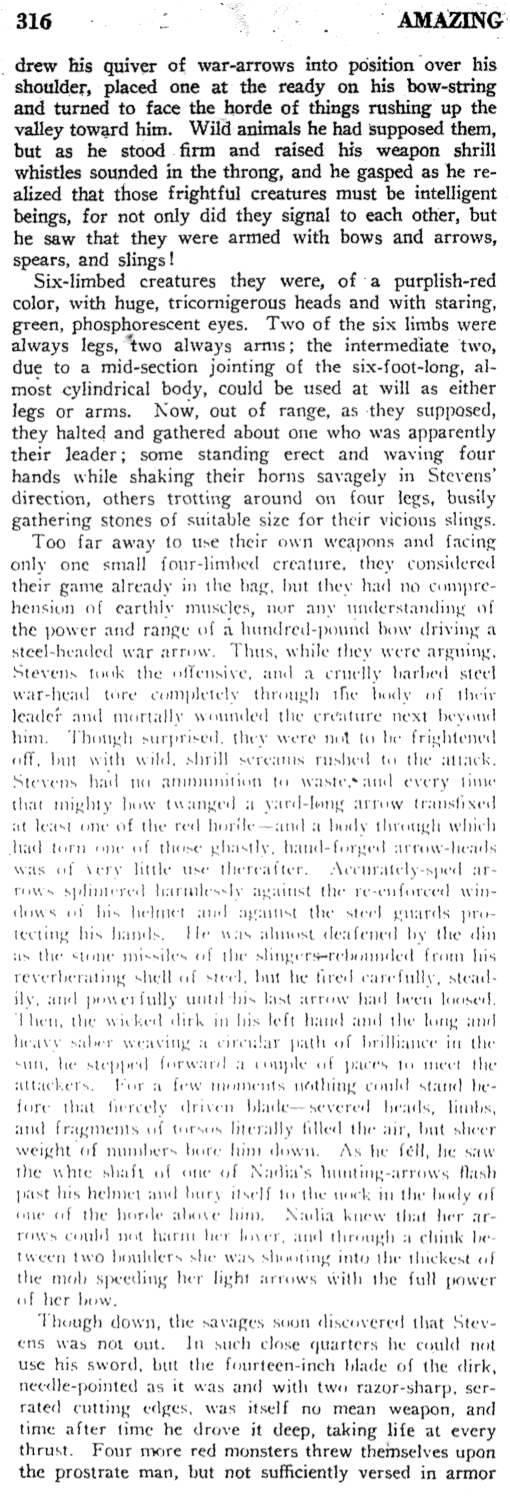 316 AMAZING
drew his quiver of war-arrows into position over his
shoulder, placed one at the ready on his bow-string
and turned to face the horde of things rushing up the
valley toward him. Wild animals he had supposed them,
but as he stood firm and raised his weapon shrill
whistles sounded in the throng, and he gasped as he re-
alized that those frightful creatures must be intelligent
beings, for not only did they signal to each other, but
he saw that they were armed with bows and arrows,
spears, and slings!
Six-limbed creatures they were, of a purplish-red
color, with huge, tricornigerous heads and with staring,
green, phosphorescent eyes. Two of the six limbs were
always legs, two always arms; the intermediate two,
due to a mid-section jointing of the six-foot-long, al-
most cylindrical body, could be used at will as either
legs or arms. Now, out of range, as they supposed,
they halted and gathered about one who was apparently
their leader; some standing erect and waving four
hands while shaking their horns savagely in Stevens'
direction, others trotting around on four legs, busily
gathering stones of suitable size for their vicious slings.
Too far away to use their own weapons and facing
only one small four-limbed creature, they considered
their game already in the bag, but they had no compre-
hension of earthly muscles, nor any understanding of
the power and range of a hundred-pound bow driving a
steel-headed war arrow. Thus, while they were arguing,
Stevens took the offensive, and a cruelly barbed steel
war-head tore completely through the body of their
leader and mortally wounded the creature next beyond
him. Though surprised, they were not to be frightened
off, but with wild, shrill screams rushed to the attack.
Stevens had no ammunition to waste, and every time
that mighty bow twanged a yard-long arrow transfixed
at least one of the red horde—and a body through which
had torn one of those ghastly, hand-forged arrow-heads
was of very little use thereafter. Accurately-sped ar-
rows splintered harmlessly against the re-enforced win-
dows of his helmet and against the steel guards pro-
tecting his hands. He was almost deafened by the din
as the stone missiles of the slingers rebounded from his
reverberating shell of steel, but he fired carefully, stead-
ily, and powerfully until his last arrow had been loosed.
Then, the wicked dirk in his left hand and the long and
heavy saber weaving a circular path of brilliance in the
sun, he stepped forward a couple of paces to meet the
attackers. For a few moments nothing could stand be-
fore that fiercely driven blade—severed heads, limbs,
and fragments of torsos literally filled the air, but sheer
weight of numbers bore him down. As he fell, he saw
the whte shaft of one of Nadia's hunting-arrows flash
past his helmet and bury itself to the nock in the body of
one of the horde above him. Nadia knew that her ar-
rows could not harm her lover, and through a chink be-
tween two boulders she was shooting into the thickest of
the mob speeding her light arrows with the full power
of her bow.
Though down, the savages soon discovered that Stev-
ens was not out. In such close quarters he could not
use his sword, but the fourteen-inch blade of the dirk,
needle-pointed as it was and with two razor-sharp, ser-
rated cutting edges, was itself no mean weapon, and
time after time he drove it deep, taking life at every
thrust. Four more red monsters threw themselves upon
the prostrate man, but not sufficiently versed in armor